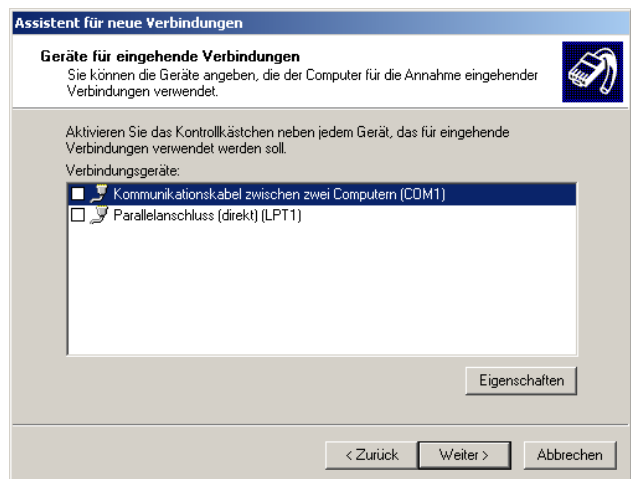 Assistent für neue Verbindungen
Geräte für eingehende Verbindungen
Sie können die Geräte angeben, die der Computer für die Annahme eingehender
Verbindungen verwendet.
Aktivieren Sie das Kontrollkästchen neben jedem Gerät, das für eingehende
Verbindungen verwendet werden soll.
Verbindungsgeräte:
Kommunikationskabel zwischen zwei Computern (COM1)
Parallelanschluss (direkt) (LPT1)
Eigenschaften
< Zurück Weiter > Abbrechen